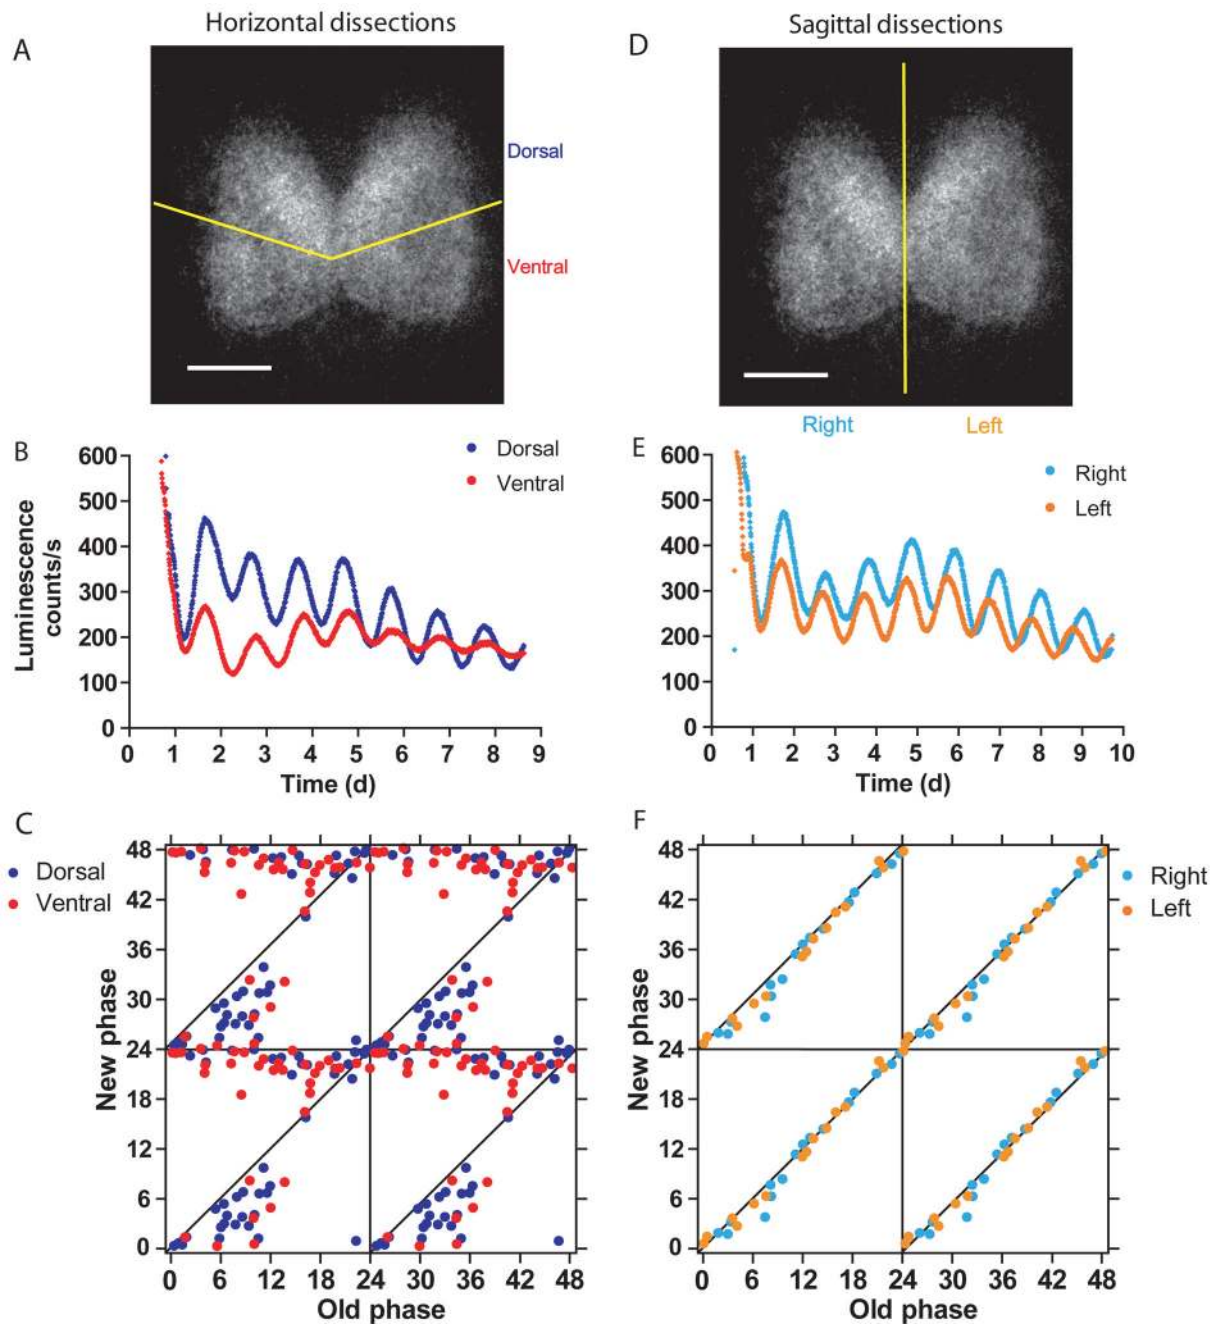 A
Horizontal dissections
Dorsal
Ventral
B
Dorsal
Ventral
600
500
400
300
200
100
0
Luminescence
counts/s
0 1 2 3 4 5 6 7 8 9
Time (d)
C
Dorsal
Ventral
48
42
36
30
24
18
12
6
0
New phase
New phase
0 6 12 18 24 30 36 42 48
Old phase
D
Sagittal dissections
Right Left
E
Right
Left
600
500
400
300
200
100
0
0 1 2 3 4 5 6 7 8 9 10
Time (d)
F
Right
Left
48
42
36
30
24
18
12
6
0
New phase
New phase
0 6 12 18 24 30 36 42 48
Old phase